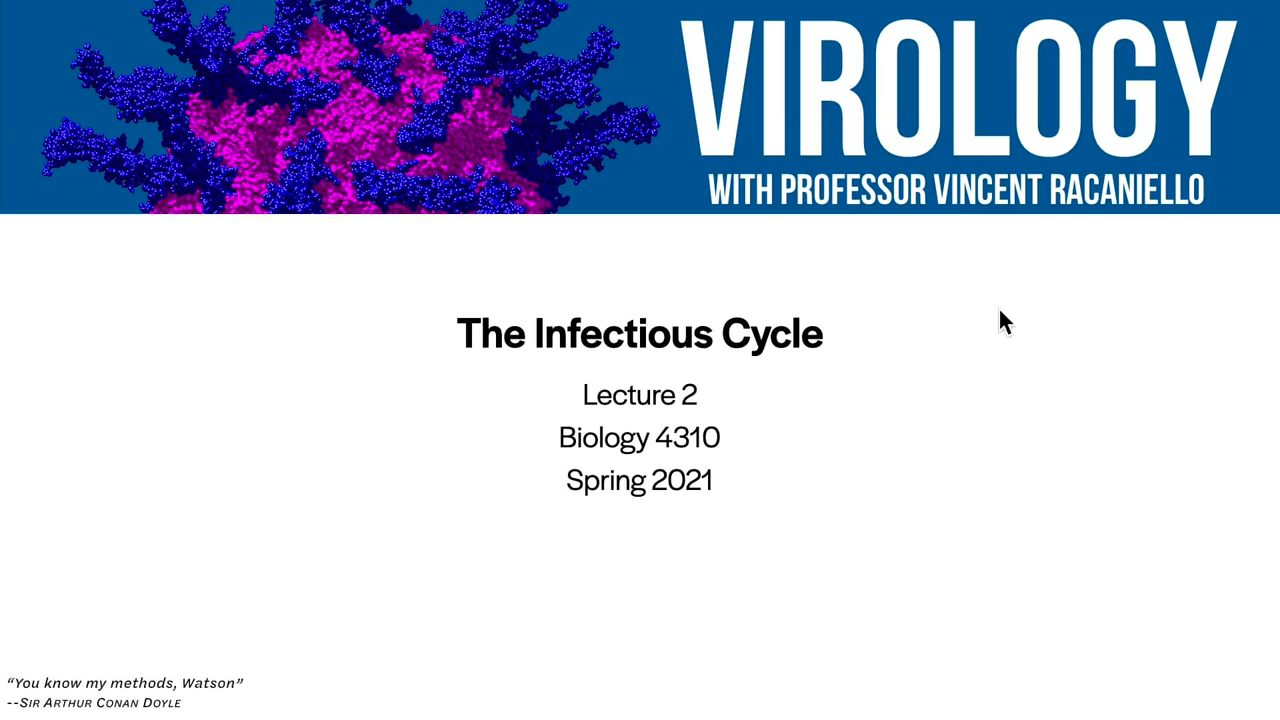 VIROLOGY
WITH PROFESSOR VINCENT RACANIELLO
The Infectious Cycle
Lecture 2
Biology 4310
Spring 2021
“You know my methods, Watson”
--SIR ARTHUR CONAN DOYLE